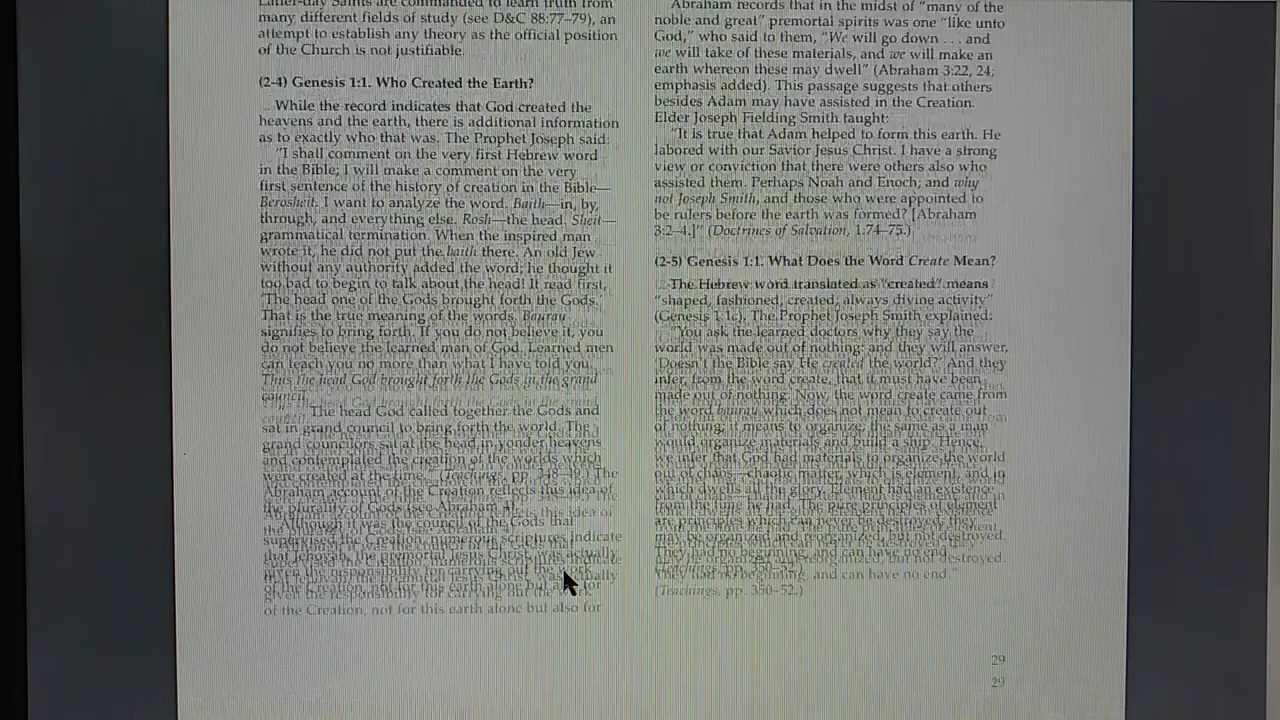 Latter-day Saints are commanded to learn truth from
many different fields of study (see D&C 88:77–79), an
attempt to establish any theory as the official position
of the Church is not justifiable.
(2-4) Genesis 1:1. Who Created the Earth?
While the record indicates that God created the
heavens and the earth, there is additional information
as to exactly who that was. The Prophet Joseph said:
"I shall comment on the very first Hebrew word
in the Bible; I will make a comment on the very
first sentence of the history of creation in the Bible—
Berosheit. I want to analyze the word. Baith—in, by,
through, and everything else. Rosh—the head. Sheit—
grammatical termination. When the inspired man
wrote it, he did not put the baith there. An old Jew
without any authority added the word; he thought it
too bad to begin to talk about the head! It read first,
'The head one of the Gods brought forth the Gods.'
That is the true meaning of the words. Baurau
signifies to bring forth. If you do not believe it, you
do not believe the learned man of God. Learned men
can teach you no more than what I have told you.
Thus the head God brought forth the Gods in the grand
council.
"The head God called together the Gods and
sat in grand council to bring forth the world. The
grand councilors sat at the head in yonder heavens
and contemplated the creation of the worlds which
were created at the time." (Teachings, pp. 348–49.) The
Abraham account of the Creation reflects this idea of
the plurality of Gods (see Abraham 4).
Although it was the council of the Gods that
supervised the Creation, numerous scriptures indicate
that Jehovah, the premortal Jesus Christ, was actually
given the responsibility for carrying out the work
of the Creation, not for this earth alone but also for
Abraham records that in the midst of "many of the
noble and great" premortal spirits was one "like unto
God," who said to them, "We will go down . . . and
we will take of these materials, and we will make an
earth whereon these may dwell" (Abraham 3:22, 24;
emphasis added). This passage suggests that others
besides Adam may have assisted in the Creation.
Elder Joseph Fielding Smith taught:
"It is true that Adam helped to form this earth. He
labored with our Savior Jesus Christ. I have a strong
view or conviction that there were others also who
assisted them. Perhaps Noah and Enoch; and why
not Joseph Smith, and those who were appointed to
be rulers before the earth was formed? [Abraham
3:2–4.]" (Doctrines of Salvation, 1:74–75.)
(2-5) Genesis 1:1. What Does the Word Create Mean?
The Hebrew word translated as "created" means
"shaped, fashioned, created; always divine activity"
(Genesis 1:1c). The Prophet Joseph Smith explained:
"You ask the learned doctors why they say the
world was made out of nothing: and they will answer,
'Doesn't the Bible say He created the world?' And they
infer, from the word create, that it must have been
made out of nothing. Now, the word create came from
the word baurau which does not mean to create out
of nothing; it means to organize; the same as a man
would organize materials and build a ship. Hence,
we infer that God had materials to organize the world
out of chaos—chaotic matter, which is element, and in
which dwells all the glory. Element had an existence
from the time he had. The pure principles of element
are principles which can never be destroyed; they
may be organized and reorganized, but not destroyed.
They had no beginning, and can have no end."
(Teachings, pp. 350–52.)
29
29